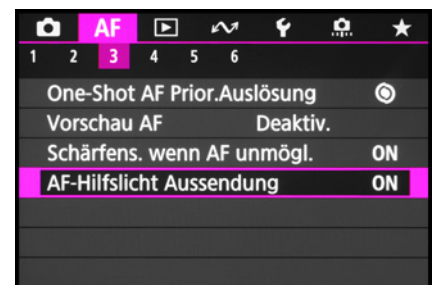 AF
1 2 3 4 5 6
One-Shot AF Prior.Auslösung
Vorschau AF Deaktiv.
Schärfens. wenn AF unmögl. ON
AF-Hilfslicht Aussendung ON